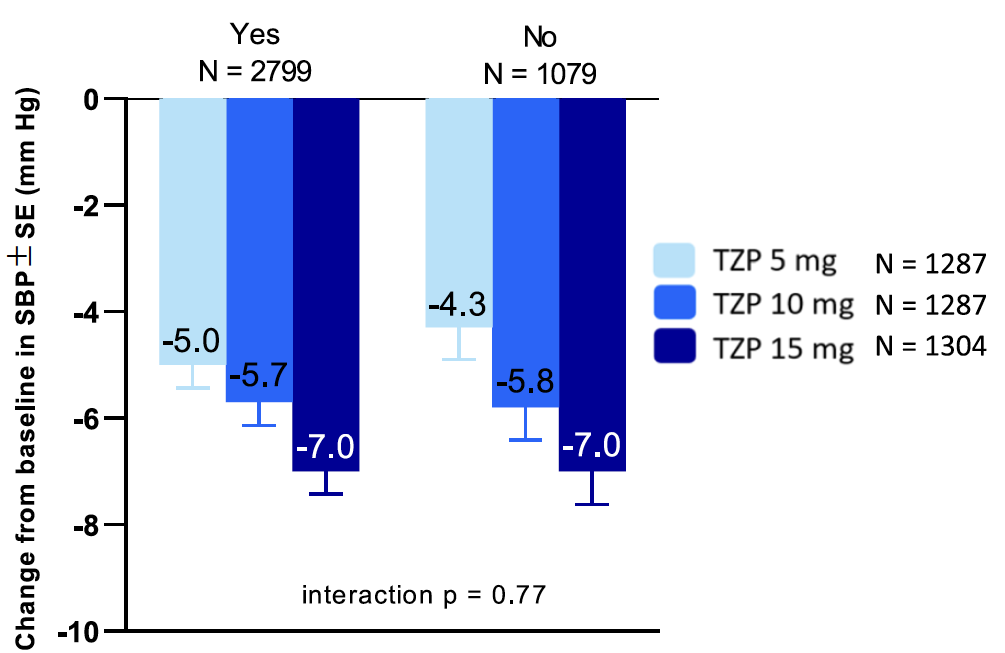 Yes
N = 2799
No
N = 1079
Change from baseline in SBP ± SE (mm Hg)
0
-2
-4
-6
-8
-10
-5.0
-5.7
-7.0
-4.3
-5.8
-7.0
interaction p = 0.77
TZP 5 mg N = 1287
TZP 10 mg N = 1287
TZP 15 mg N = 1304